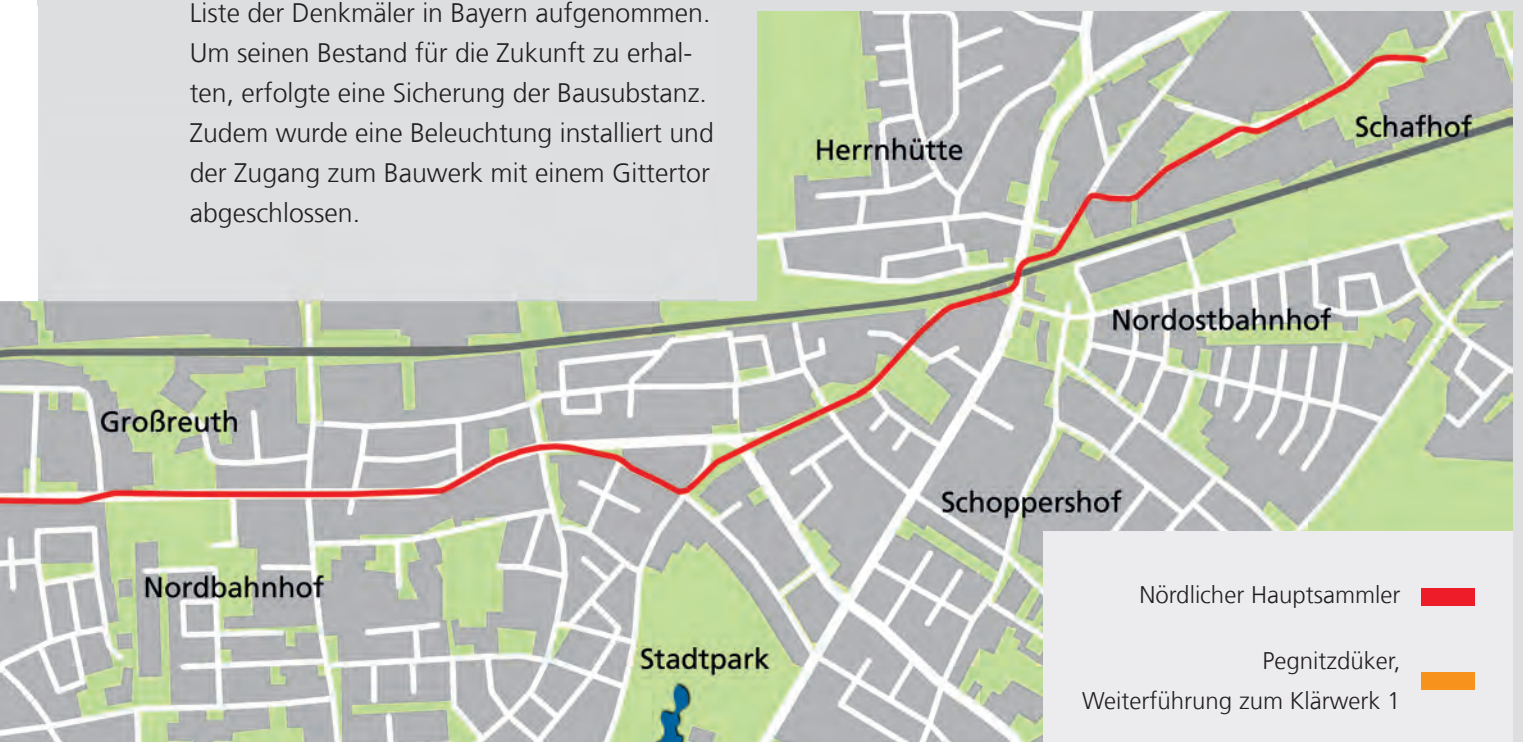 Liste der Denkmäler in Bayern aufgenommen.
Um seinen Bestand für die Zukunft zu erhal-
ten, erfolgte eine Sicherung der Bausubstanz.
Zudem wurde eine Beleuchtung installiert und
der Zugang zum Bauwerk mit einem Gittertor
abgeschlossen.
Schafhof
Herrnhütte
Nordostbahnhof
Großreuth
Schoppershof
Nordbahnhof
Stadtpark
Nördlicher Hauptsammler
Pegnitzdüker,
Weiterführung zum Klärwerk 1